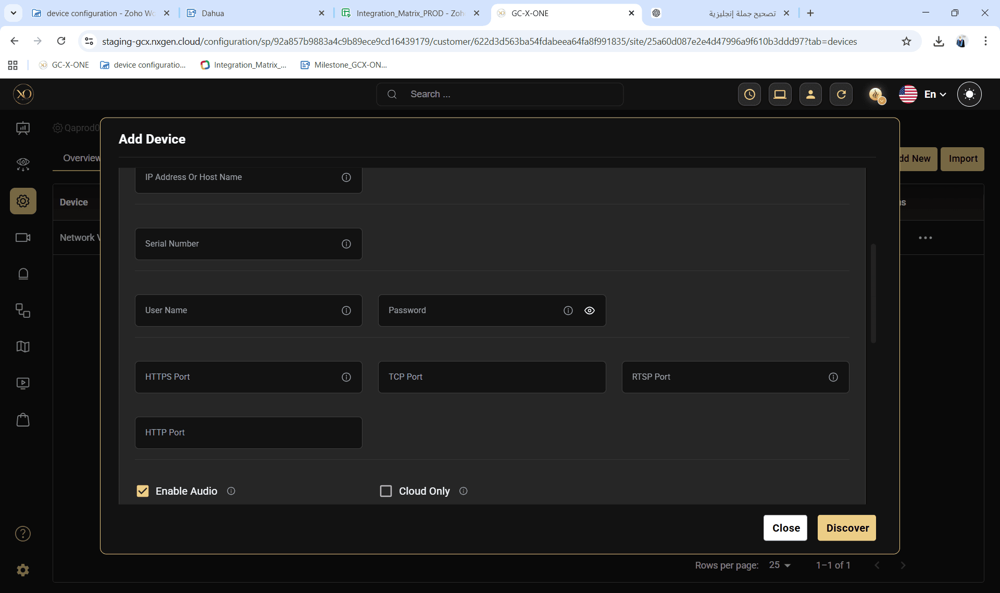 device configuration - Zoho Wo
Dahua
Integration_Matrix_PROD - Zoh
GC-X-ONE
تصحيح جملة إنجليزية
staging-gcx.nxgen.cloud/configuration/sp/92a857b9883a4c9b89ece9cd16439179/customer/622d3d563ba54fdabeea64fa8f991835/site/25a60d087e2e4d47996a9f610b3ddd97?tab=devices
GC-X-ONE
device configuratio...
Integration_Matrix_...
Milestone_GCX-ON...
XO
Search ...
En
Qaprod0
Add Device
Overview
dd New
Import
IP Address Or Host Name
Device
s
Network V
Serial Number
User Name
Password
HTTPS Port
TCP Port
RTSP Port
HTTP Port
Enable Audio
Cloud Only
Close
Discover
Rows per page:
25
1–1 of 1